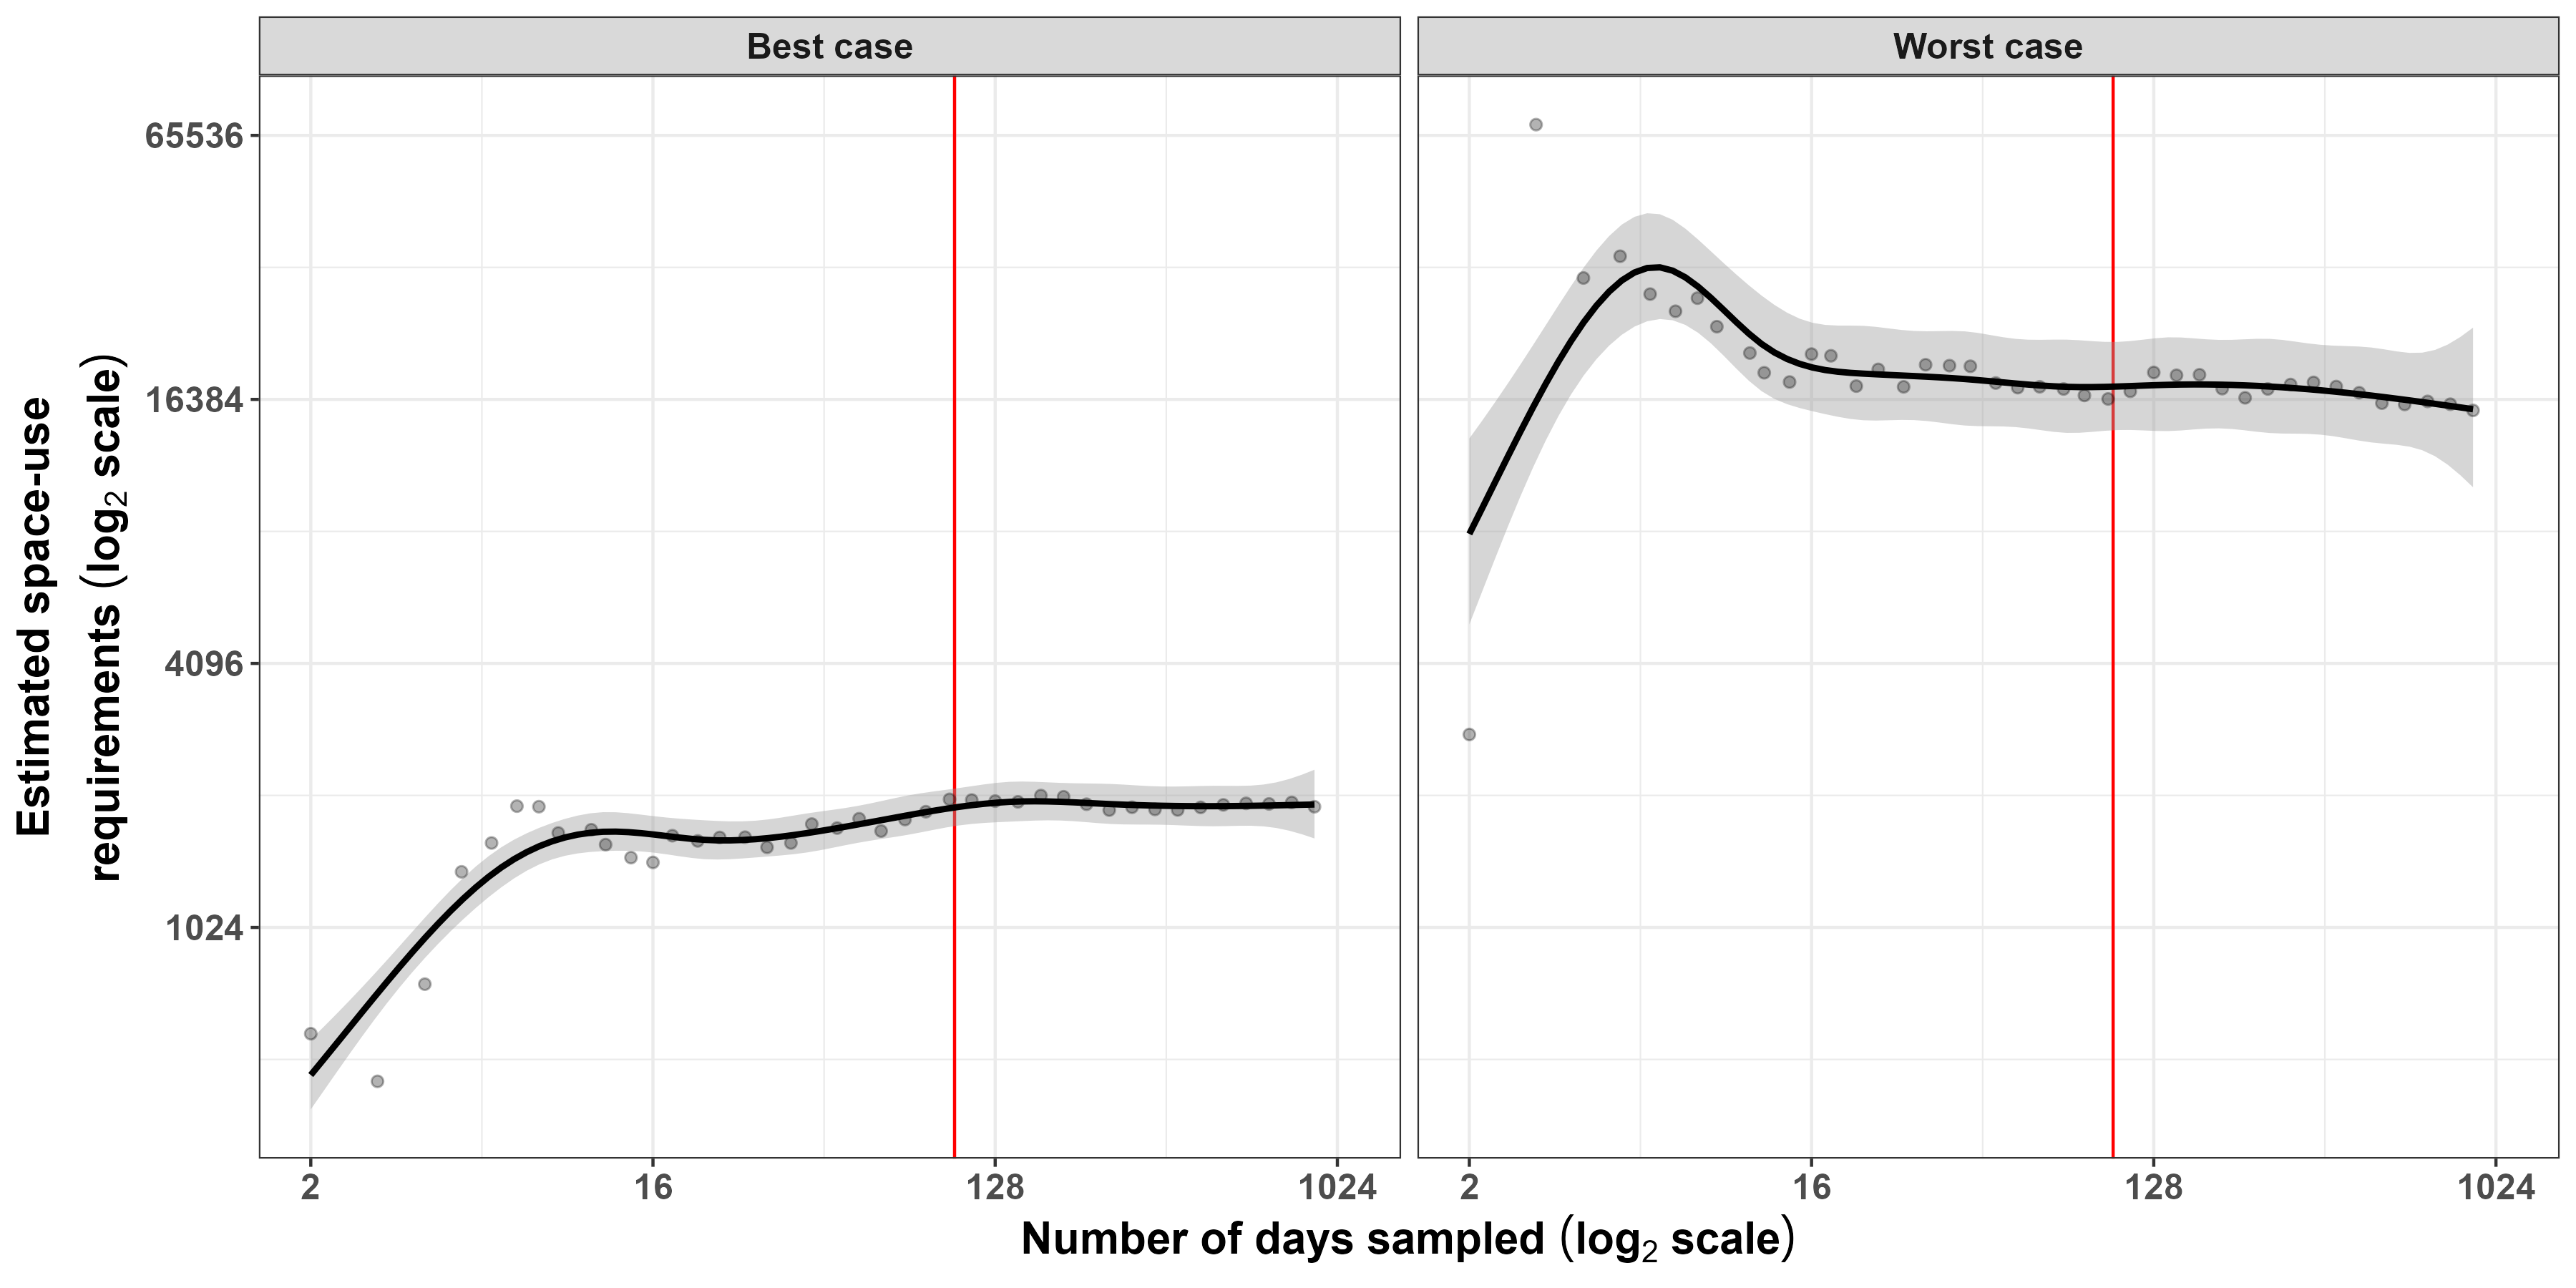 Best case
Worst case
Estimated space-use
requirements (log₂ scale)
65536
16384
4096
1024
2
16
128
1024
2
16
128
1024
Number of days sampled (log₂ scale)